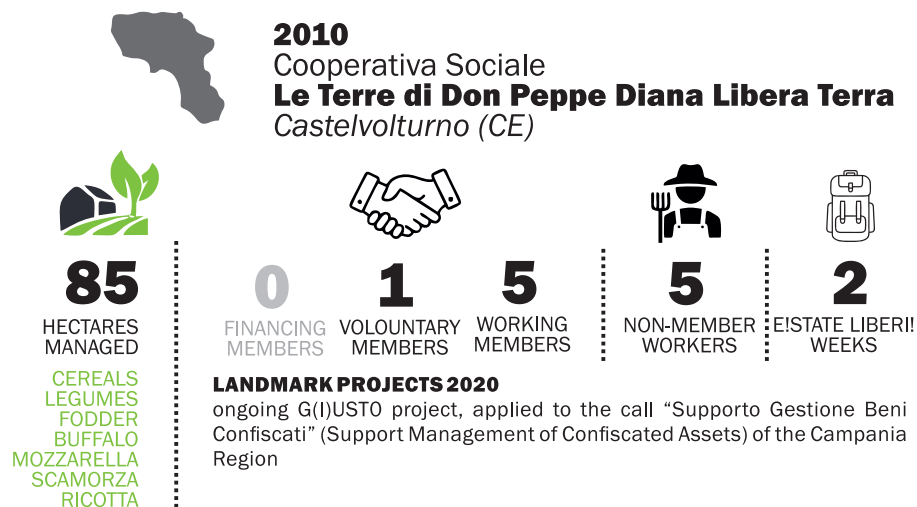 2010
Cooperativa Sociale
Le Terre di Don Peppe Diana Libera Terra
Castelvolturno (CE)
85
HECTARES
MANAGED
CEREALS
LEGUMES
FODDER
BUFFALO
MOZZARELLA
SCAMORZA
RICOTTA
0
FINANCING
MEMBERS
1
VOLOUNTARY
MEMBERS
5
WORKING
MEMBERS
5
NON-MEMBER
WORKERS
2
E!STATE LIBERI!
WEEKS
LANDMARK PROJECTS 2020
ongoing G(I)USTO project, applied to the call “Supporto Gestione Beni
Confiscati” (Support Management of Confiscated Assets) of the Campania
Region